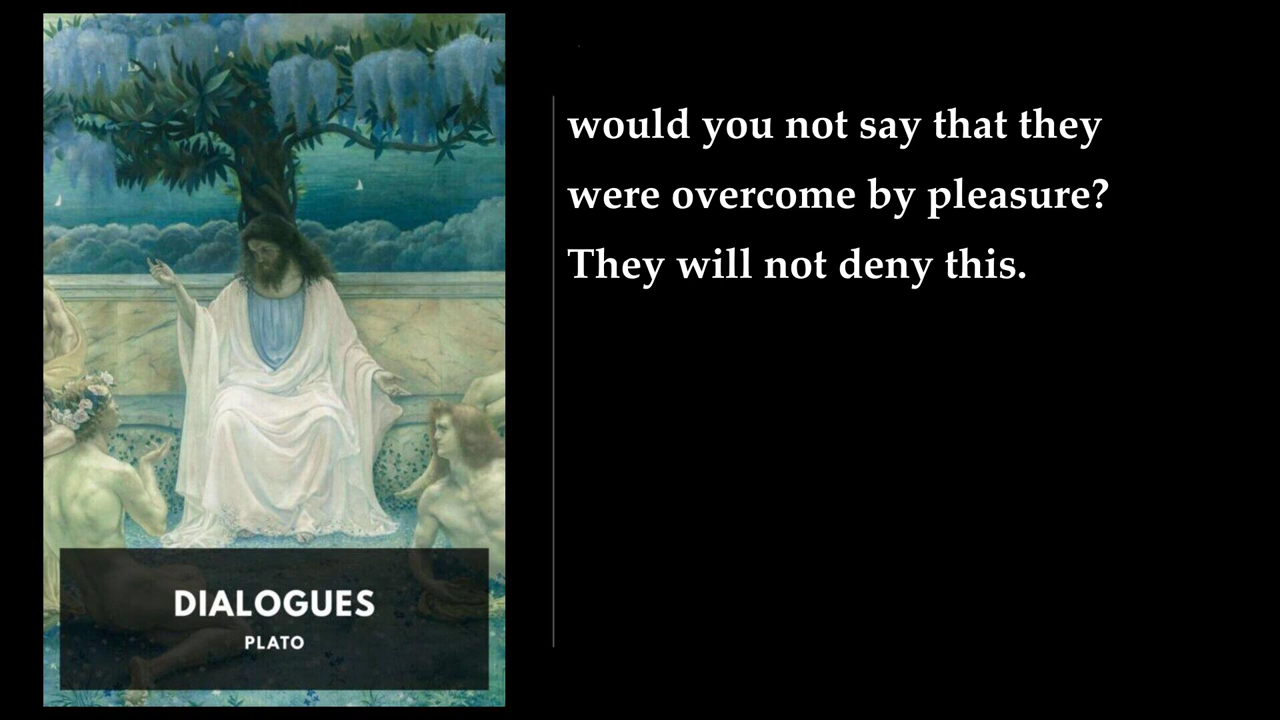 would you not say that they
were overcome by pleasure?
They will not deny this.
DIALOGUES
PLATO